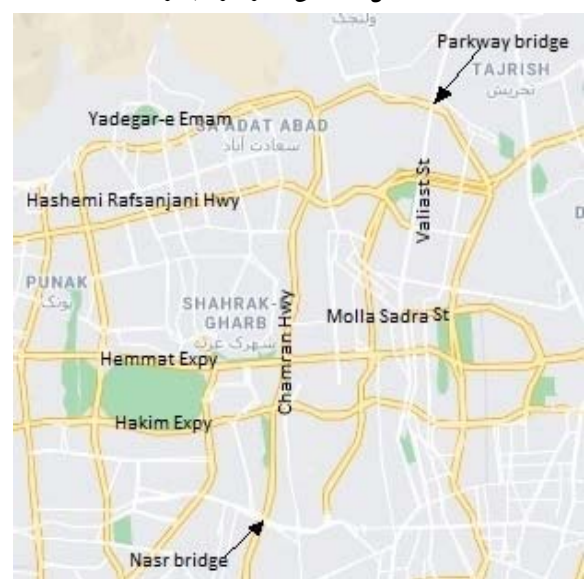 ولنجک
Parkway bridge
TAJRISH
تجریش
Yadegar-e Emam
SA'ADAT ABAD
سعادت آباد
Hashemi Rafsanjani Hwy
Valiast St
D
PUNAK
پونک
SHAHRAK-
GHARB
شهرک غرب
Molla Sadra St
Chamran Hwy
Hemmat Expy
Hakim Expy
Nasr bridge